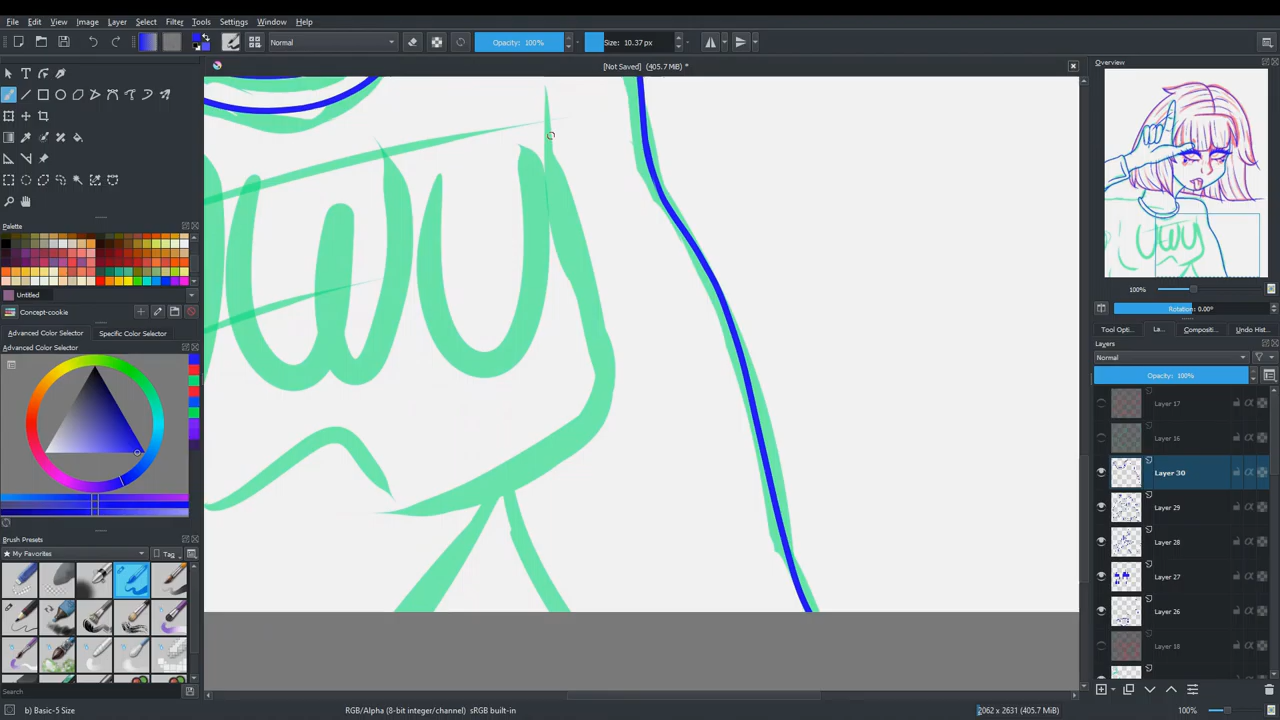 File Edit View Image Layer Select Filter Tools Settings Window Help
Normal Opacity: 100% Size: 10.37 px
[Not Saved] (405.7 MiB) *
Overview
100%
Rotation: 0.00°
Palette
Untitled
Concept-cookie
Advanced Color Selector Specific Color Selector
Advanced Color Selector
Tool Opti... La... Compositi... Undo Hist...
Layers
Normal
Opacity: 100%
Layer 17
Layer 16
Layer 30
Layer 29
Layer 28
Layer 27
Layer 26
Layer 18
Brush Presets
My Favorites Tag
Search
b) Basic-5 Size RGB/Alpha (8-bit integer/channel) sRGB built-in 2062 x 2631 (405.7 MiB) 100%